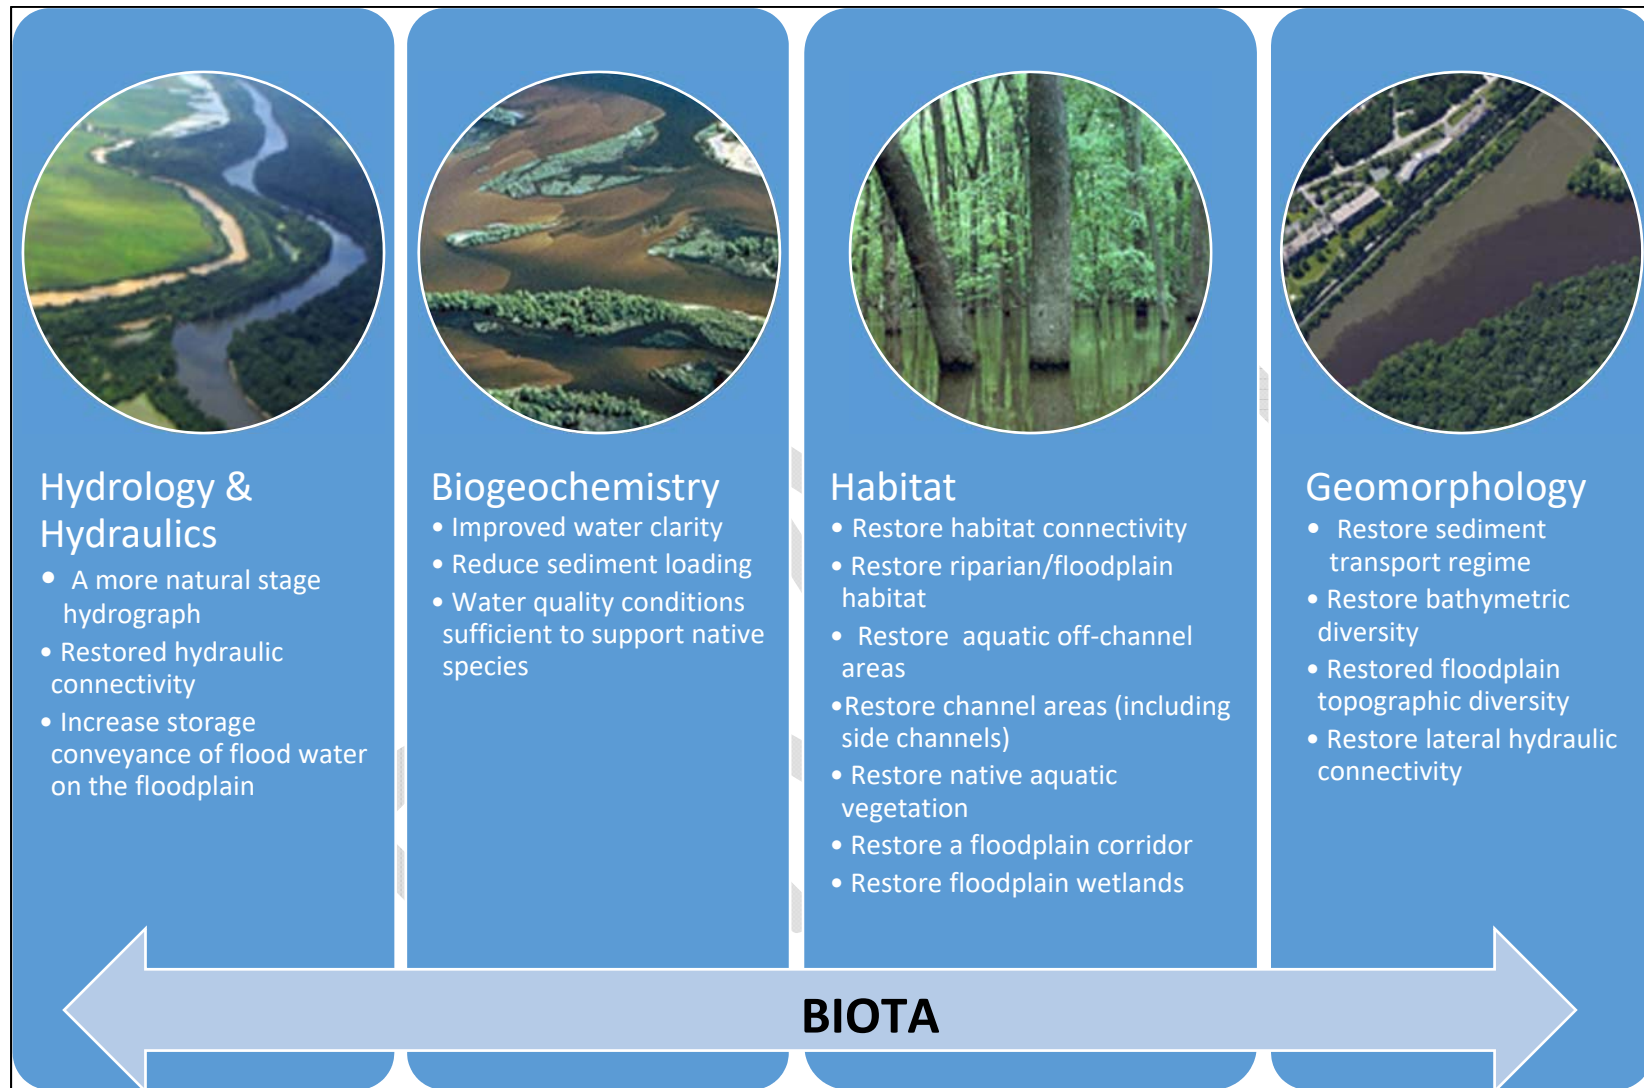 Hydrology &
Hydraulics
• A more natural stage
hydrograph
• Restored hydraulic
connectivity
• Increase storage
conveyance of flood water
on the floodplain
Biogeochemistry
• Improved water clarity
• Reduce sediment loading
• Water quality conditions
sufficient to support native
species
Habitat
• Restore habitat connectivity
• Restore riparian/floodplain
habitat
• Restore aquatic off-channel
areas
•Restore channel areas (including
side channels)
• Restore native aquatic
vegetation
• Restore a floodplain corridor
• Restore floodplain wetlands
Geomorphology
• Restore sediment
transport regime
• Restore bathymetric
diversity
• Restored floodplain
topographic diversity
• Restore lateral hydraulic
connectivity
BIOTA